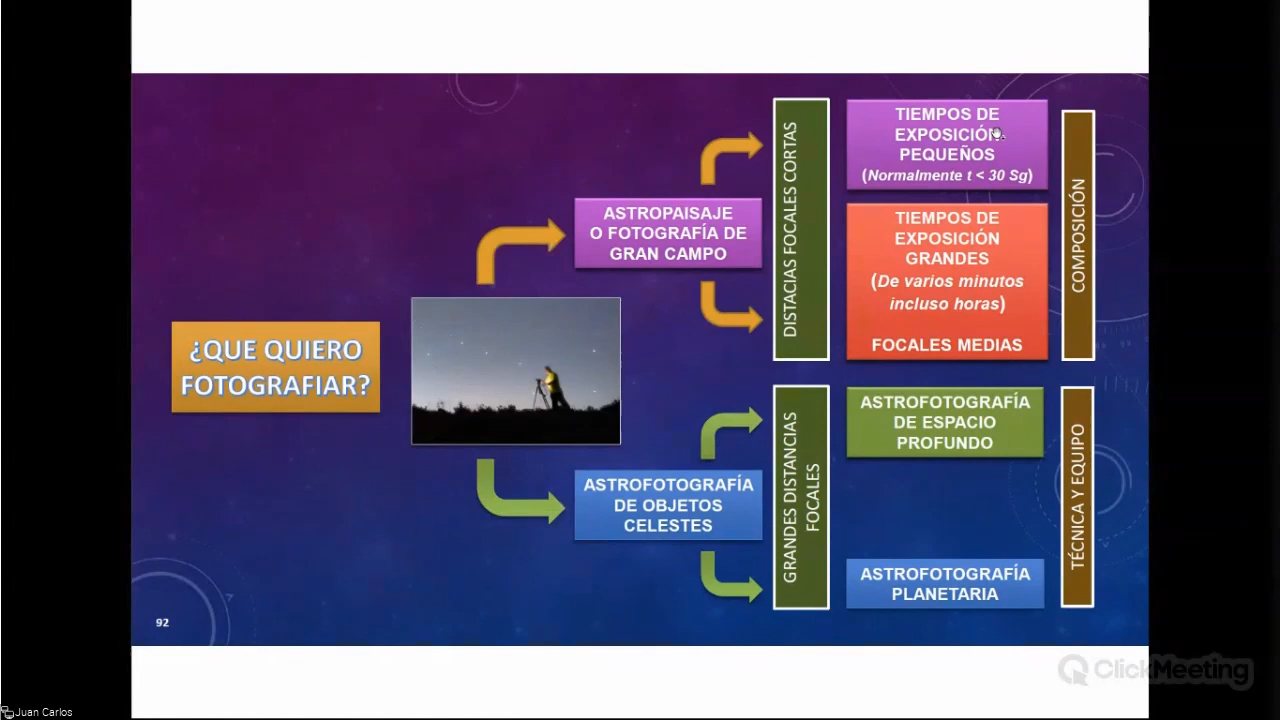 ¿QUE QUIERO
FOTOGRAFIAR?
ASTROPAISAJE
O FOTOGRAFÍA DE
GRAN CAMPO
DISTACIAS FOCALES CORTAS
TIEMPOS DE
EXPOSICIÓN
PEQUEÑOS
(Normalmente t < 30 Sg)
TIEMPOS DE
EXPOSICIÓN
GRANDES
(De varios minutos
incluso horas)
FOCALES MEDIAS
COMPOSICIÓN
ASTROFOTOGRAFÍA
DE OBJETOS
CELESTES
GRANDES DISTANCIAS
FOCALES
ASTROFOTOGRAFÍA
DE ESPACIO
PROFUNDO
ASTROFOTOGRAFÍA
PLANETARIA
TÉCNICA Y EQUIPO
92
ClickMeeting
Juan Carlos